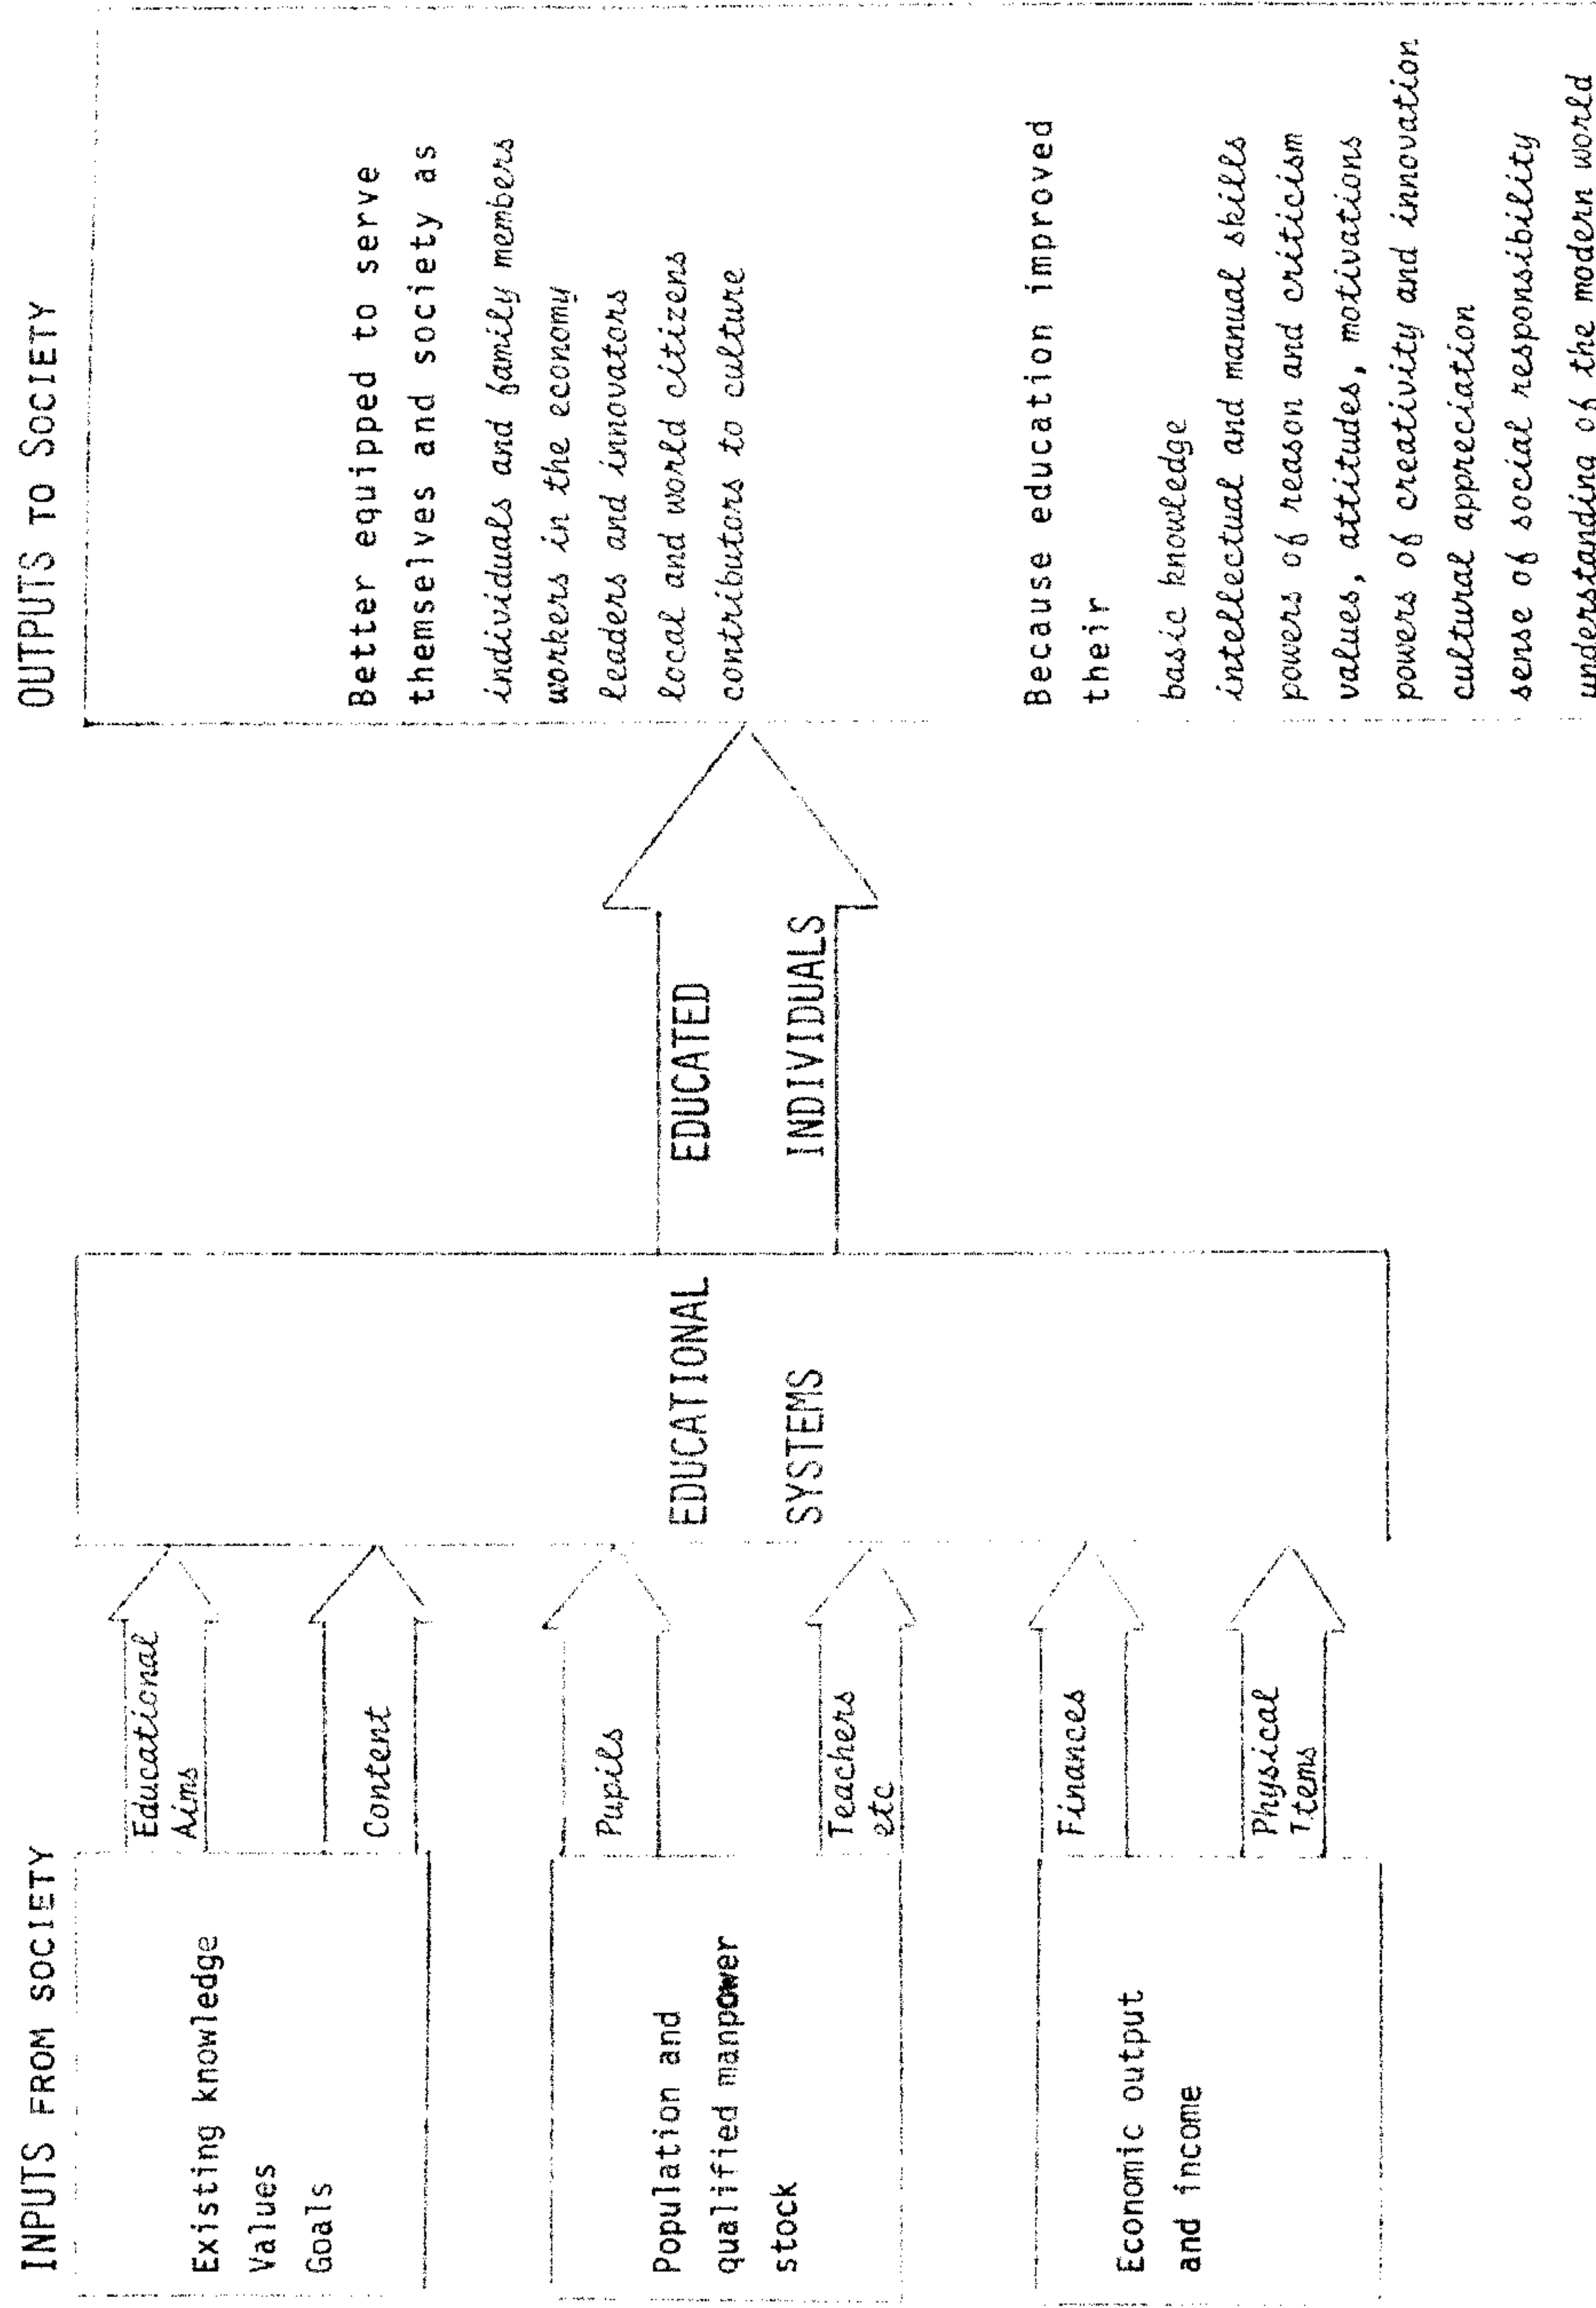 INPUTS FROM SOCIETY
Existing knowledge
Values
Goals
Population and
qualified manpower
stock
Economic output
and income
Educational
Aims
Content
Pupils
Teachers
etc
Finances
Physical
Items
EDUCATIONAL
SYSTEMS
EDUCATED
INDIVIDUALS
OUTPUTS TO SOCIETY
Better equipped to serve
themselves and society as
individuals and family members
workers in the economy
leaders and innovators
local and world citizens
contributors to culture
Because education improved
their
basic knowledge
intellectual and manual skills
powers of reason and criticism
values, attitudes, motivations
powers of creativity and innovation
cultural appreciation
sense of social responsibility
understanding of the modern world